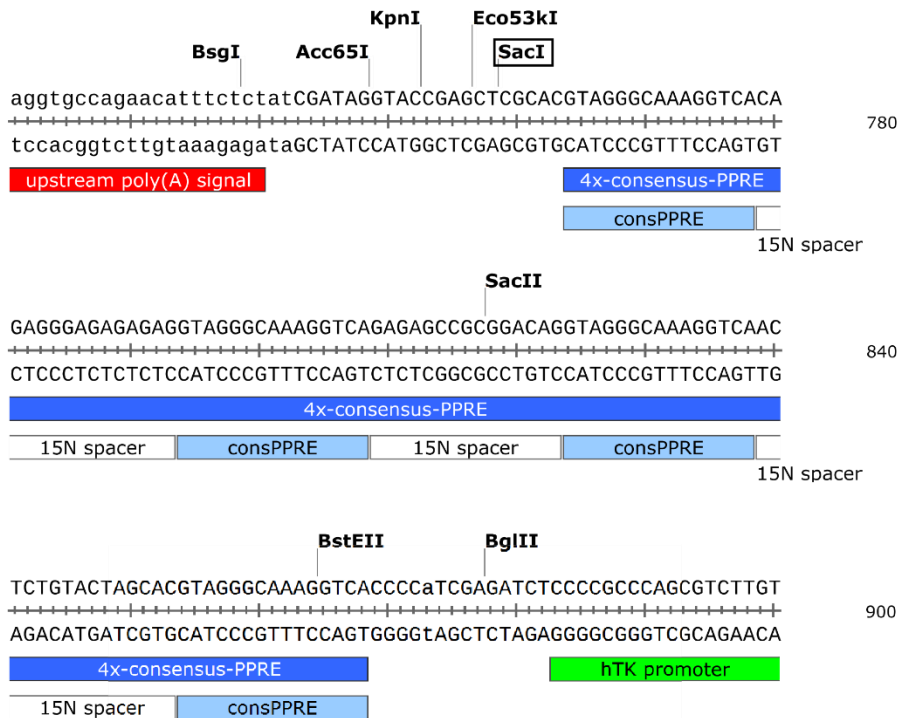 KpnI Eco53kI
BsgI Acc65I SacI
aggtgccagaacatttctctatCGATAGGTACCGAGCTCGCACGTAGGGCAAAGGTCACA
780
tccacggtcttgtaaagagataGCTATCCATGGCTCGAGCGTGCATCCCGTTTCCAGTGT
upstream poly(A) signal 4x-consensus-PPRE
consPPRE
15N spacer
SacII
GAGGGAGAGAGAGGTAGGGCAAAGGTCAGAGAGCCGCGGACAGGTAGGGCAAAGGTCAAC
840
CTCCCTCTCTCTCCATCCCGTTTCCAGTCTCTCGGCGCCTGTCCATCCCGTTTCCAGTTG
4x-consensus-PPRE
15N spacer consPPRE 15N spacer consPPRE
15N spacer
BstEII BglII
TCTGTACTAGCACGTAGGGCAAAGGTCACCCCaTCGAGATCTCCCCGCCCAGCGTCTTGT
900
AGACATGATCGTGCATCCCGTTTCCAGTGGGGtAGCTCTAGAGGGGCGGGTCGCAGAACA
4x-consensus-PPRE hTK promoter
15N spacer consPPRE